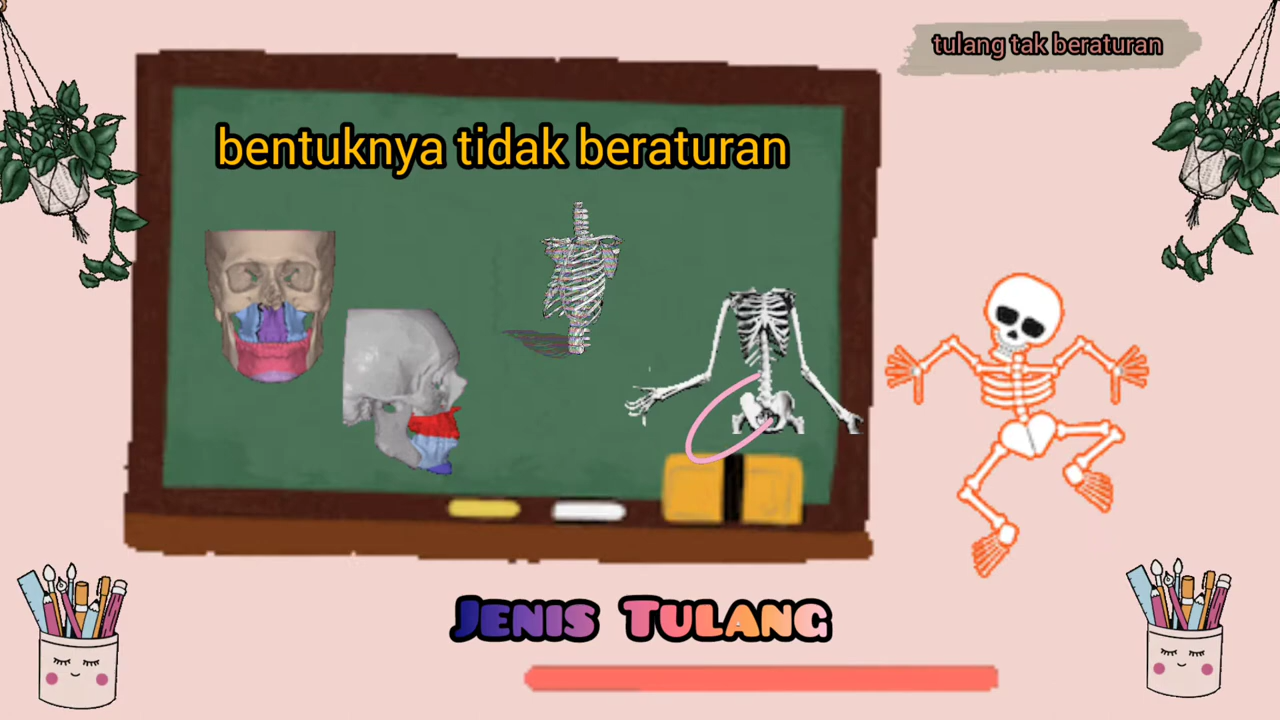 tulang tak beraturan
bentuknya tidak beraturan
Jenis Tulang